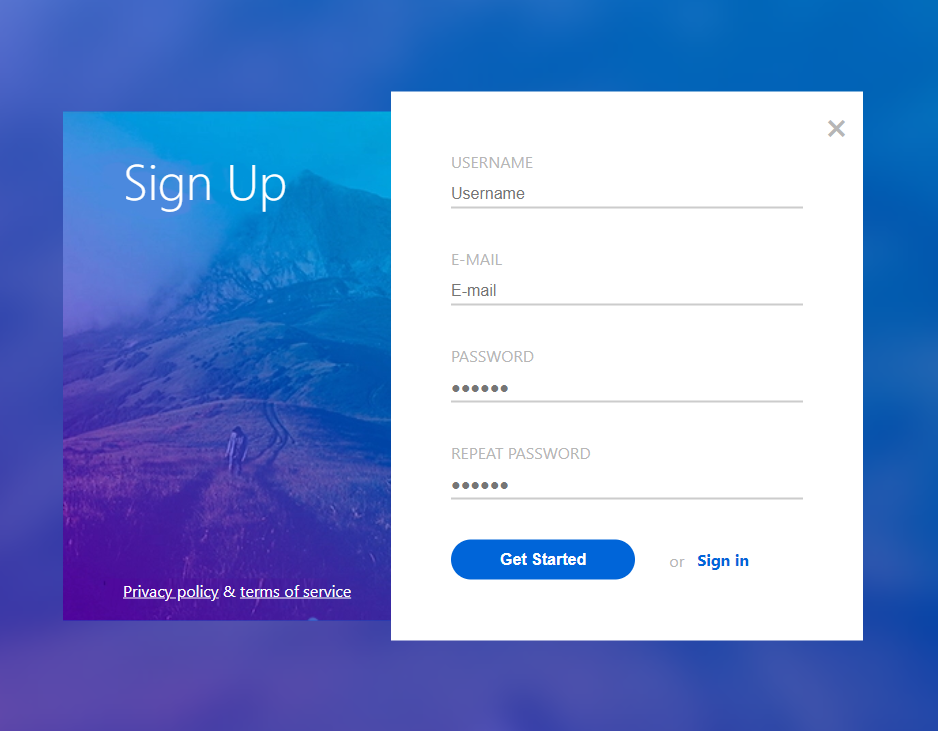 Sign Up
Privacy policy & terms of service
USERNAME
Username
E-MAIL
E-mail
PASSWORD
●●●●●●
REPEAT PASSWORD
●●●●●●
Get Started
or Sign in